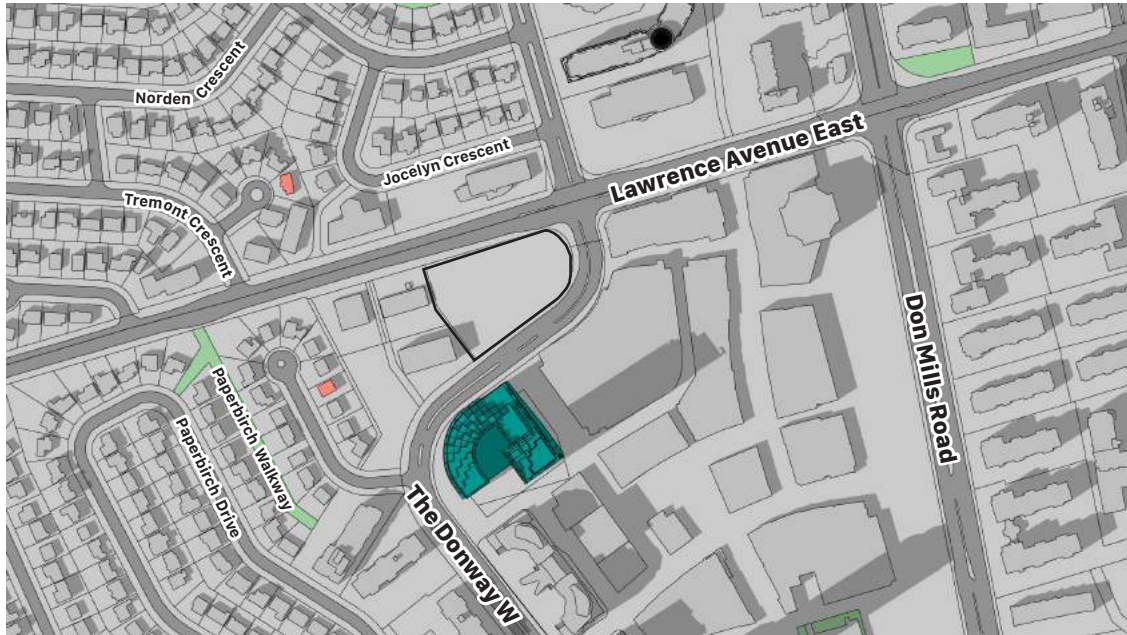 Norden Crescent
Jocelyn Crescent
Lawrence Avenue East
Tremont Crescent
Don Mills Road
Paperbirch Walkway
Paperbirch Drive
The Donway W